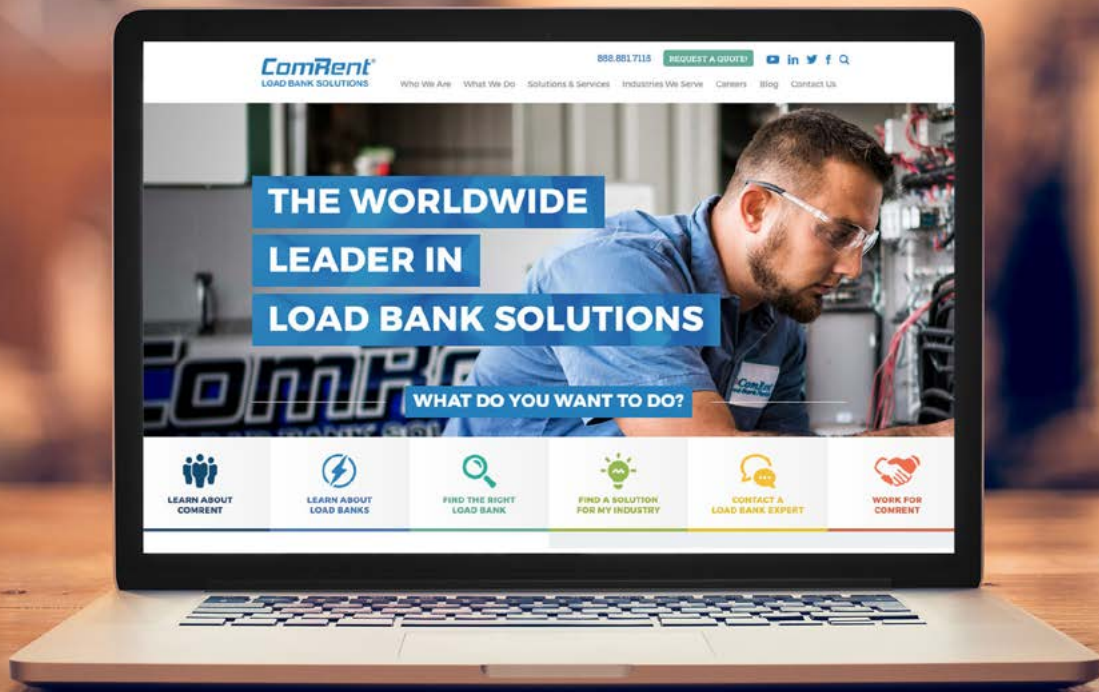 ComRent®
LOAD BANK SOLUTIONS
888.881.7118 REQUEST A QUOTE!
Who We Are What We Do Solutions & Services Industries We Serve Careers Blog Contact Us
THE WORLDWIDE
LEADER IN
LOAD BANK SOLUTIONS
WHAT DO YOU WANT TO DO?
LEARN ABOUT
COMRENT
LEARN ABOUT
LOAD BANKS
FIND THE RIGHT
LOAD BANK
FIND A SOLUTION
FOR MY INDUSTRY
CONTACT A
LOAD BANK EXPERT
WORK FOR
COMRENT